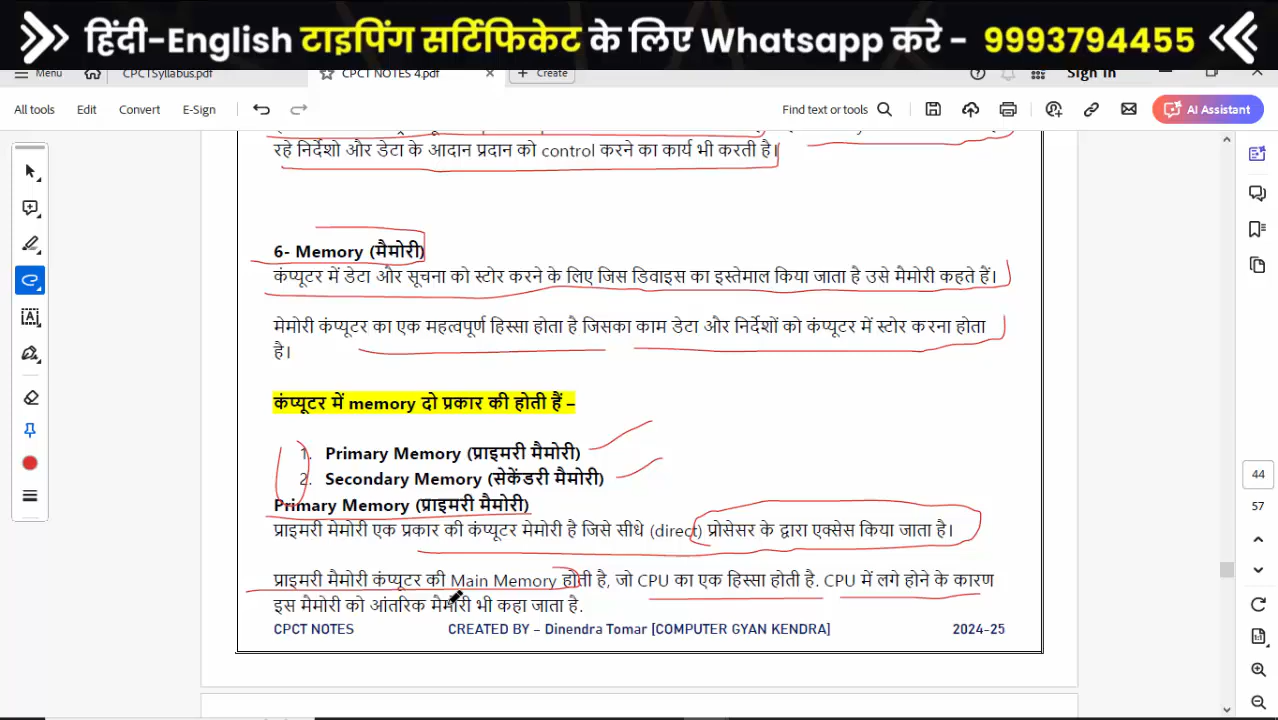 हिंदी-English टाइपिंग सर्टिफिकेट के लिए Whatsapp करे - 9993794455
Menu CPCTSyllabus.pdf CPCT NOTES 4.pdf × + Create Sign in
All tools Edit Convert E-Sign Find text or tools AI Assistant
रहे निर्देशो और डेटा के आदान प्रदान को control करने का कार्य भी करती है।
6- Memory (मैमोरी)
कंप्यूटर में डेटा और सूचना को स्टोर करने के लिए जिस डिवाइस का इस्तेमाल किया जाता है उसे मैमोरी कहते हैं।
मेमोरी कंप्यूटर का एक महत्वपूर्ण हिस्सा होता है जिसका काम डेटा और निर्देशों को कंप्यूटर में स्टोर करना होता
है।
कंप्यूटर में memory दो प्रकार की होती हैं –
1. Primary Memory (प्राइमरी मैमोरी)
2. Secondary Memory (सेकेंडरी मैमोरी)
Primary Memory (प्राइमरी मैमोरी)
प्राइमरी मेमोरी एक प्रकार की कंप्यूटर मेमोरी है जिसे सीधे (direct) प्रोसेसर के द्वारा एक्सेस किया जाता है।
प्राइमरी मैमोरी कंप्यूटर की Main Memory होती है, जो CPU का एक हिस्सा होती है. CPU में लगे होने के कारण
इस मैमोरी को आंतरिक मैमोरी भी कहा जाता है.
CPCT NOTES CREATED BY – Dinendra Tomar [COMPUTER GYAN KENDRA] 2024-25
44
57